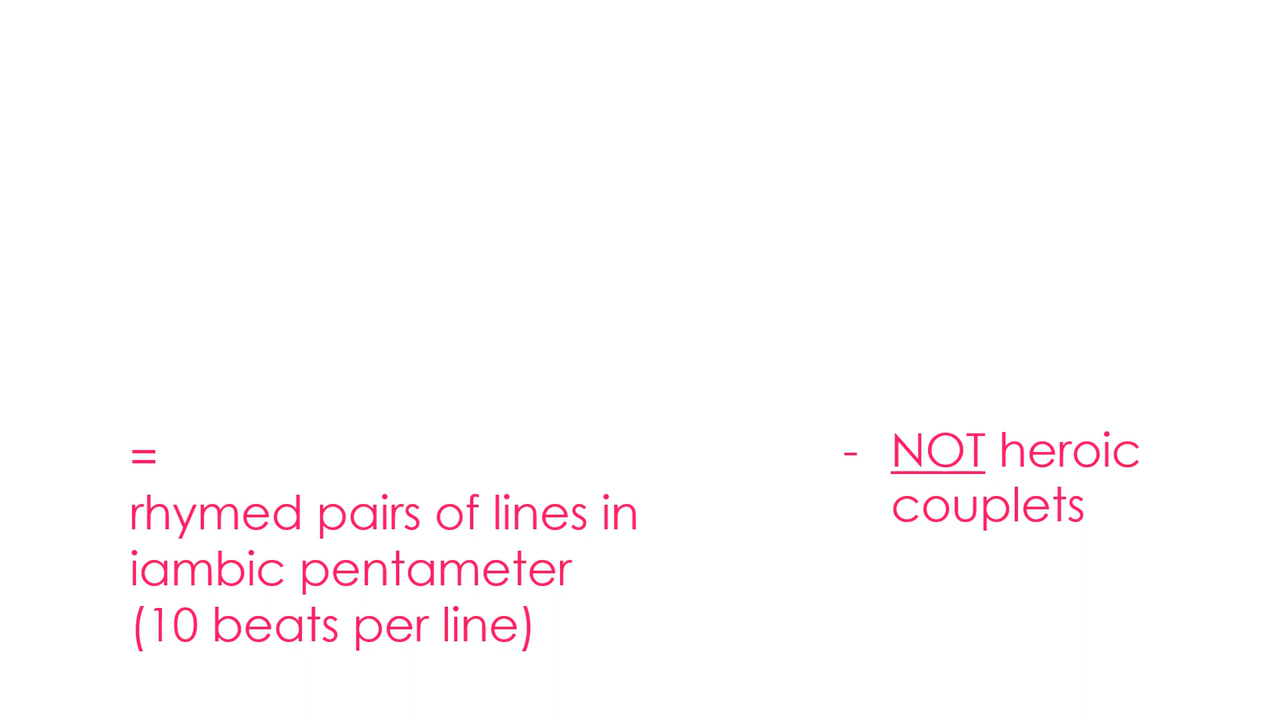 =
rhymed pairs of lines in
iambic pentameter
(10 beats per line)
- NOT heroic
couplets